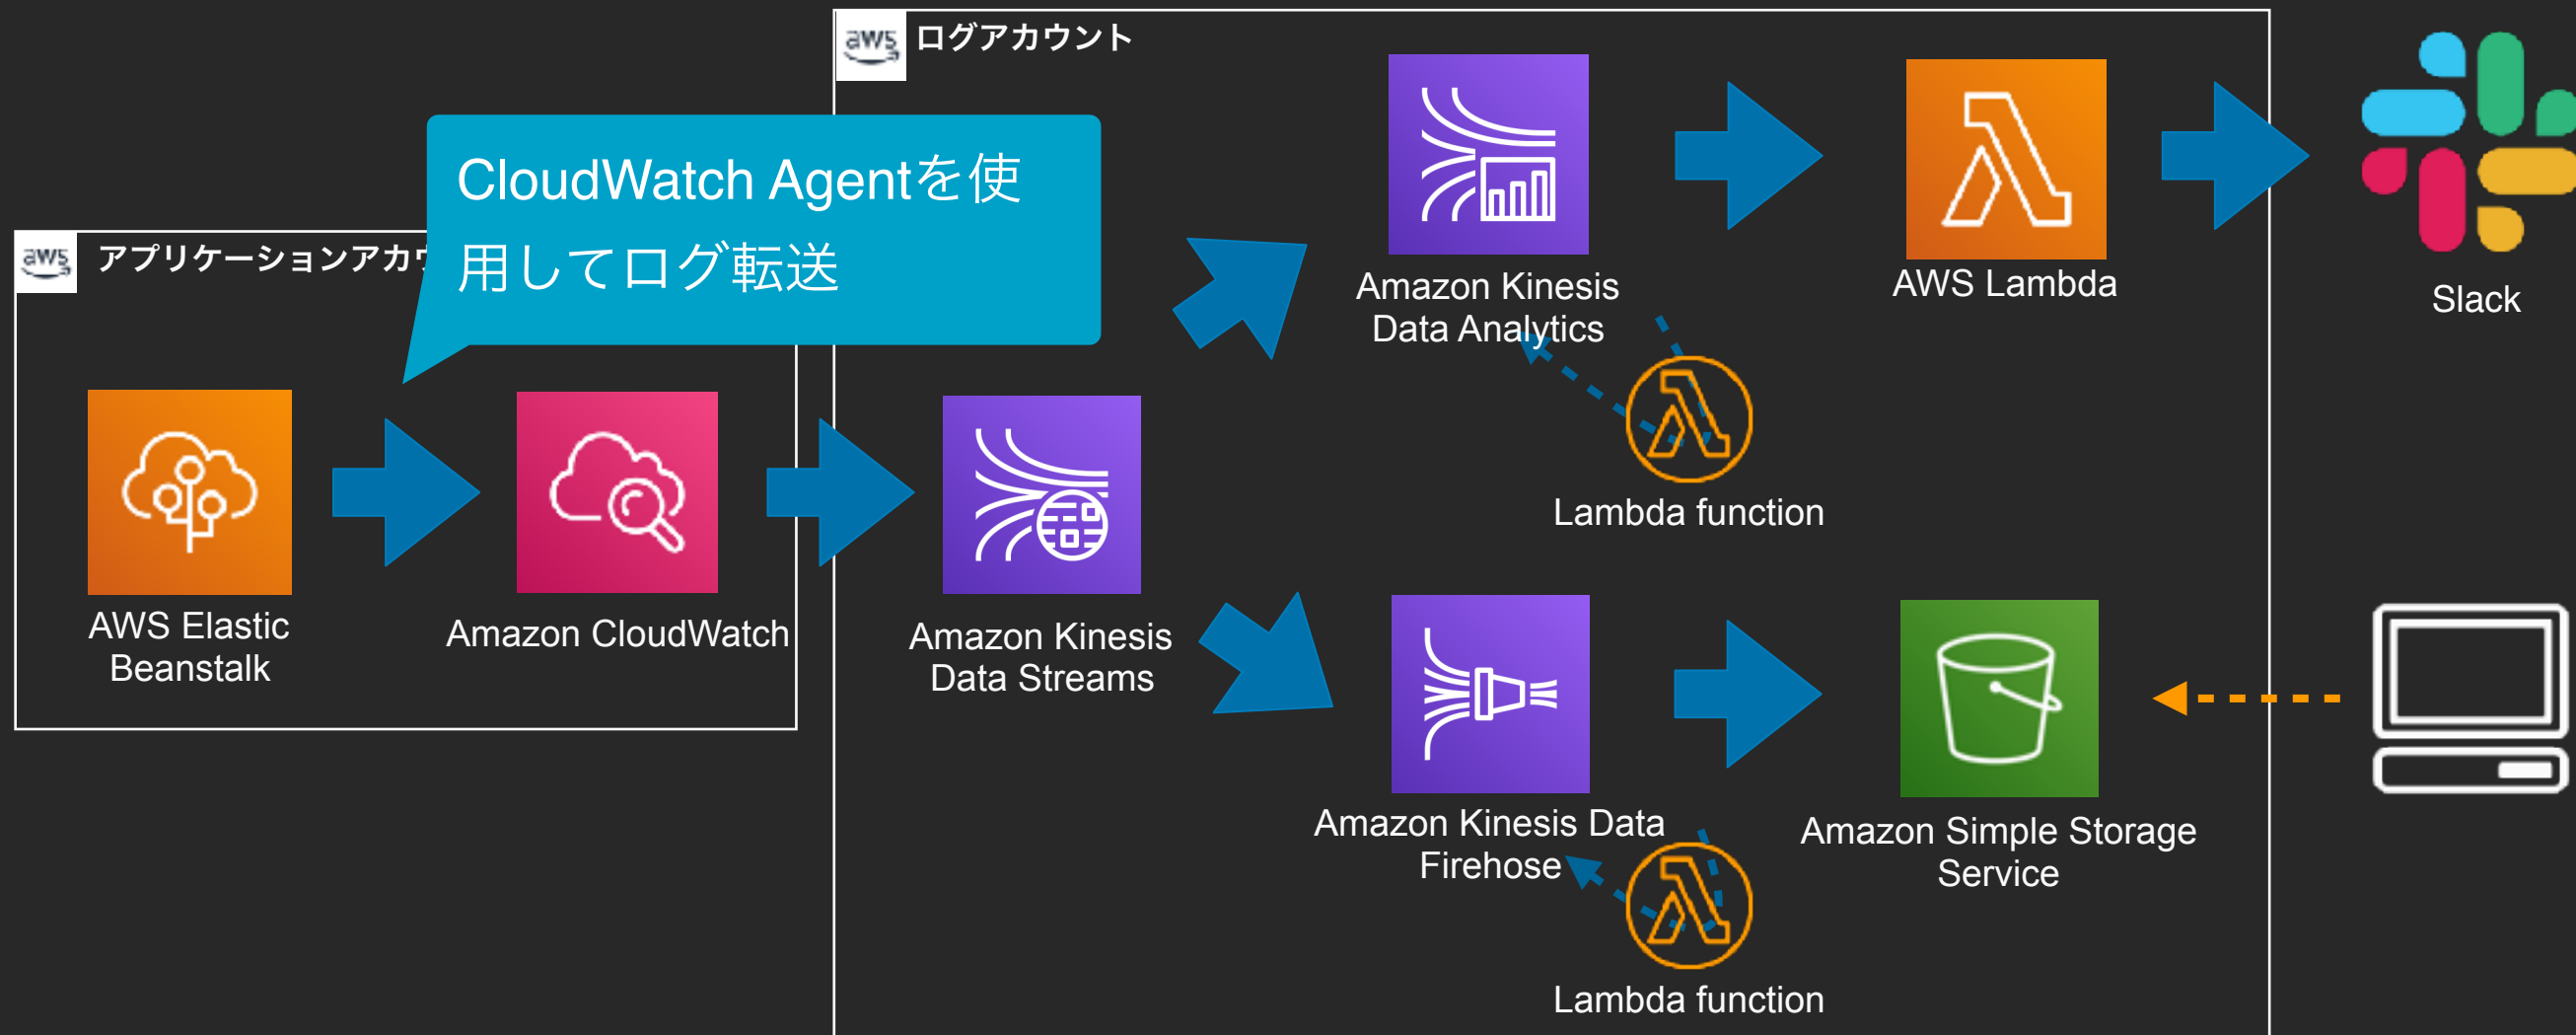 aws ログアカウント
CloudWatch Agentを使
用してログ転送
aws アプリケーションアカ
Amazon Kinesis
Data Analytics
AWS Lambda
Slack
Lambda function
AWS Elastic
Beanstalk
Amazon CloudWatch
Amazon Kinesis
Data Streams
Amazon Kinesis Data
Firehose
Amazon Simple Storage
Service
Lambda function